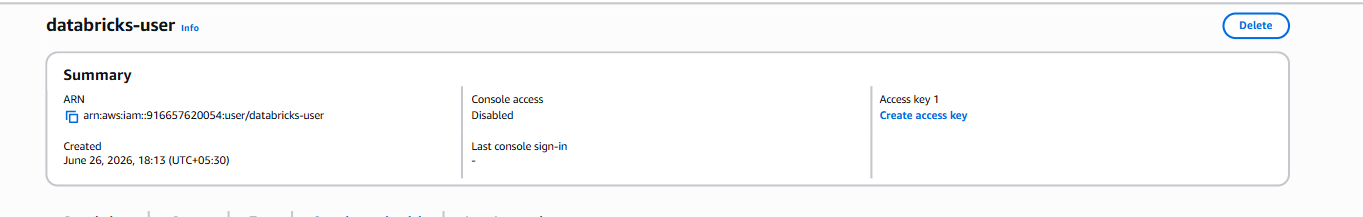 databricks-user Info
Delete
Summary
ARN
arn:aws:iam::916657620054:user/databricks-user
Created
June 26, 2026, 18:13 (UTC+05:30)
Console access
Disabled
Last console sign-in
-
Access key 1
Create access key